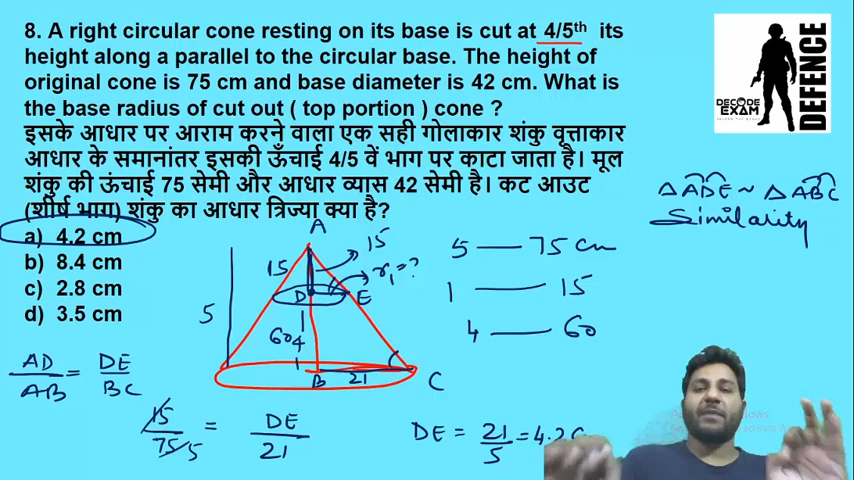 8. A right circular cone resting on its base is cut at 4/5th its
height along a parallel to the circular base. The height of
original cone is 75 cm and base diameter is 42 cm. What is
the base radius of cut out ( top portion ) cone ?
इसके आधार पर आराम करने वाला एक सही गोलाकार शंकु वृत्ताकार
आधार के समानांतर इसकी ऊँचाई 4/5 वें भाग पर काटा जाता है। मूल
शंकु की ऊंचाई 75 सेमी और आधार व्यास 42 सेमी है। कट आउट
(शीर्ष भाग) शंकु का आधार त्रिज्या क्या है?
a) 4.2 cm
b) 8.4 cm
c) 2.8 cm
d) 3.5 cm
DECODE
EXAM
DEFENCE
△ADE ~ △ABC
Similarity
A
15
15
D
E
r₁=?
5
60
4
B
21
C
5 — 75 cm
1 — 15
4 — 60
AD/AB = DE/BC
15/75 5 = DE/21
DE = 21/5 = 4.2